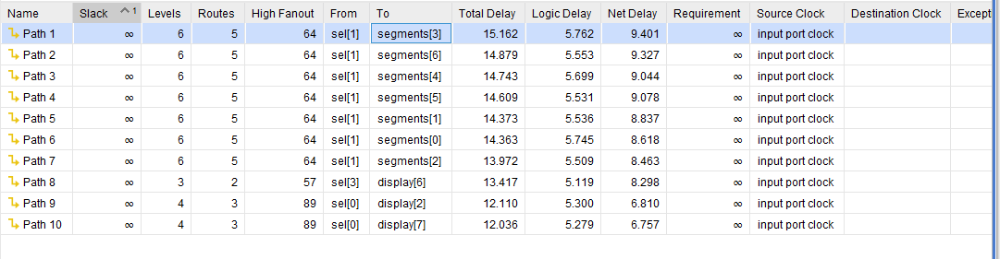 Name Slack 1 Levels Routes High Fanout From To Total Delay Logic Delay Net Delay Requirement Source Clock Destination Clock Except
Path 1 ∞ 6 5 64 sel[1] segments[3] 15.162 5.762 9.401 ∞ input port clock
Path 2 ∞ 6 5 64 sel[1] segments[6] 14.879 5.553 9.327 ∞ input port clock
Path 3 ∞ 6 5 64 sel[1] segments[4] 14.743 5.699 9.044 ∞ input port clock
Path 4 ∞ 6 5 64 sel[1] segments[5] 14.609 5.531 9.078 ∞ input port clock
Path 5 ∞ 6 5 64 sel[1] segments[1] 14.373 5.536 8.837 ∞ input port clock
Path 6 ∞ 6 5 64 sel[1] segments[0] 14.363 5.745 8.618 ∞ input port clock
Path 7 ∞ 6 5 64 sel[1] segments[2] 13.972 5.509 8.463 ∞ input port clock
Path 8 ∞ 3 2 57 sel[3] display[6] 13.417 5.119 8.298 ∞ input port clock
Path 9 ∞ 4 3 89 sel[0] display[2] 12.110 5.300 6.810 ∞ input port clock
Path 10 ∞ 4 3 89 sel[0] display[7] 12.036 5.279 6.757 ∞ input port clock